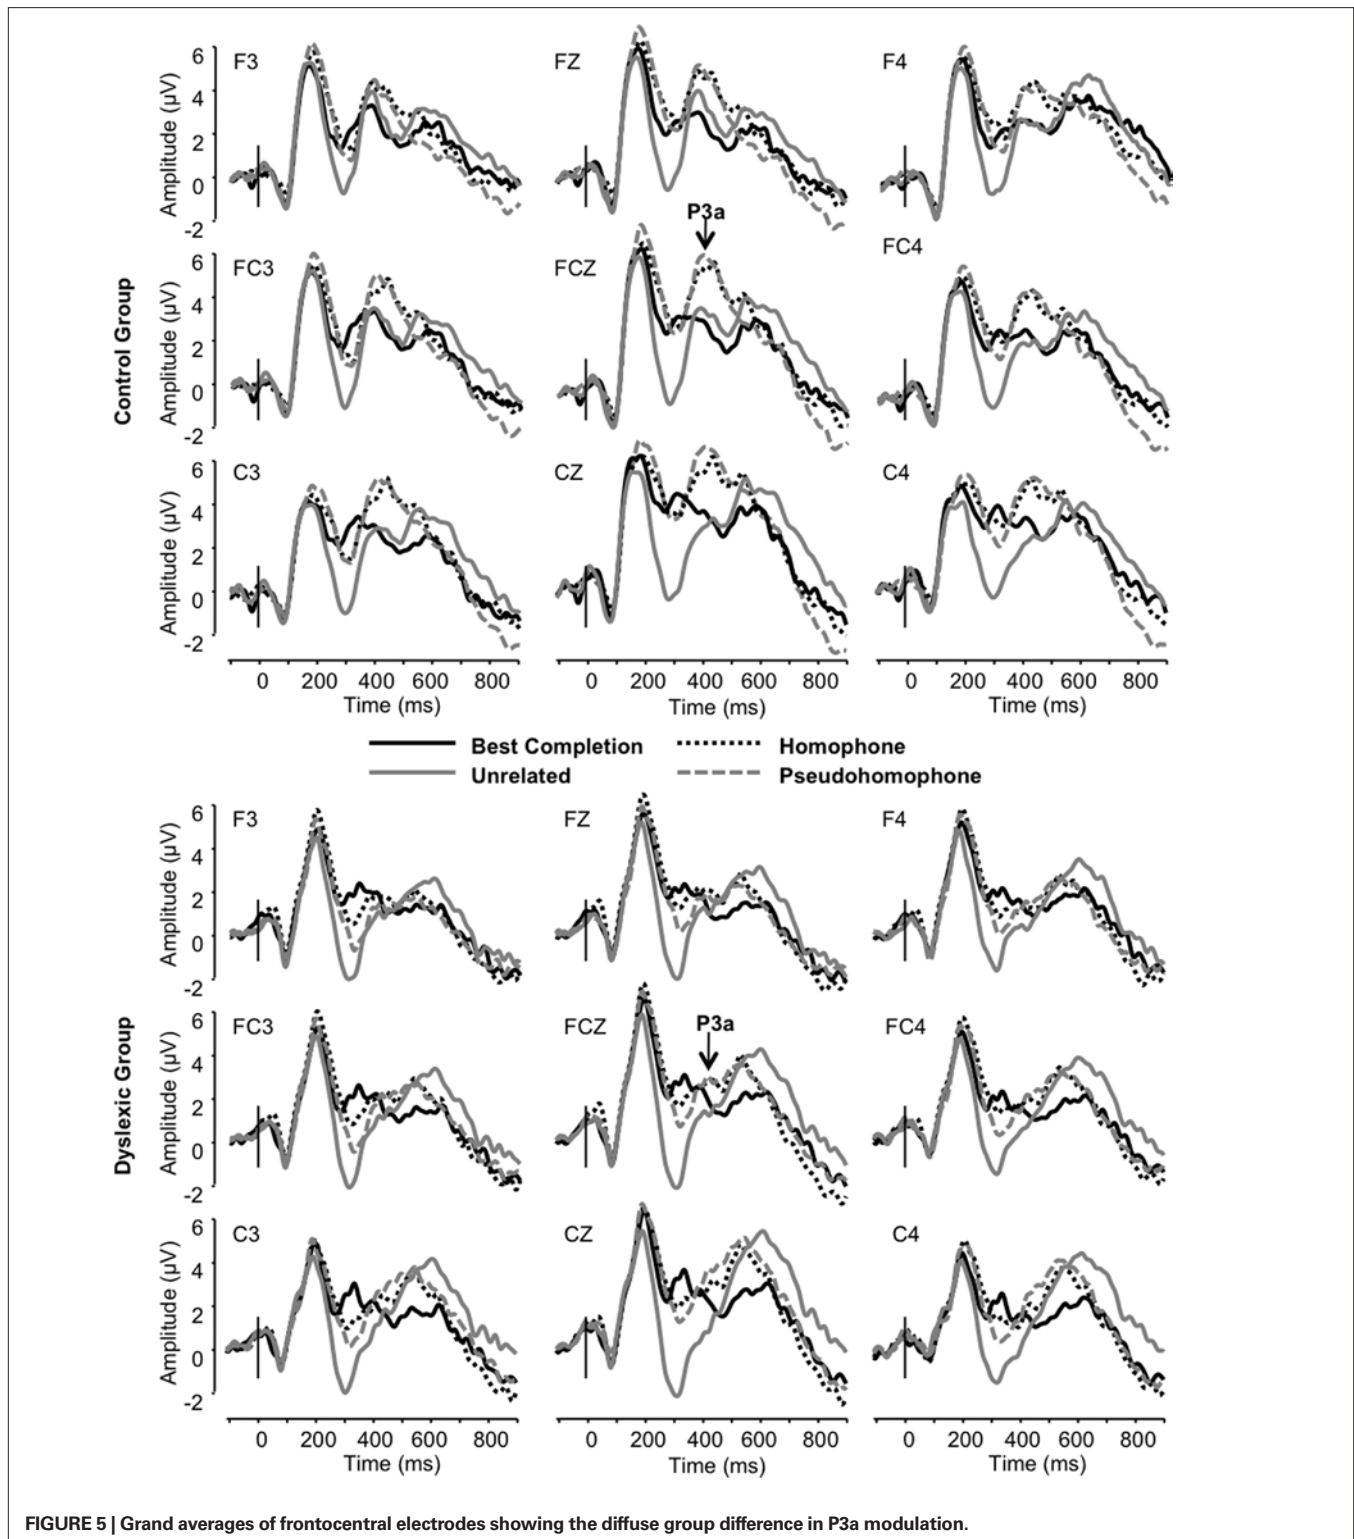 Control Group
Amplitude (µV)
6
4
2
0
-2
F3
FZ
F4
P3a
Amplitude (µV)
6
4
2
0
-2
FC3
FCZ
FC4
Amplitude (µV)
6
4
2
0
-2
C3
CZ
C4
0 200 400 600 800
0 200 400 600 800
0 200 400 600 800
Time (ms)
Time (ms)
Time (ms)
Best Completion
Homophone
Unrelated
Pseudohomophone
Dyslexic Group
Amplitude (µV)
6
4
2
0
-2
F3
FZ
F4
Amplitude (µV)
6
4
2
0
-2
FC3
FCZ
P3a
FC4
Amplitude (µV)
6
4
2
0
-2
C3
CZ
C4
0 200 400 600 800
0 200 400 600 800
0 200 400 600 800
Time (ms)
Time (ms)
Time (ms)
FIGURE 5 | Grand averages of frontocentral electrodes showing the diffuse group difference in P3a modulation.